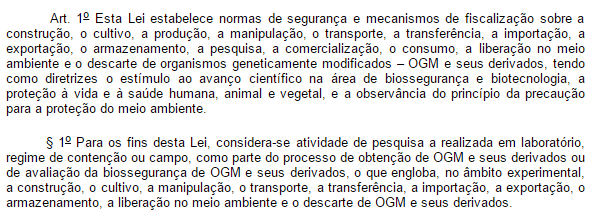 Art. 1º Esta Lei estabelece normas de segurança e mecanismos de fiscalização sobre a
construção, o cultivo, a produção, a manipulação, o transporte, a transferência, a importação, a
exportação, o armazenamento, a pesquisa, a comercialização, o consumo, a liberação no meio
ambiente e o descarte de organismos geneticamente modificados – OGM e seus derivados, tendo
como diretrizes o estímulo ao avanço científico na área de biossegurança e biotecnologia, a
proteção à vida e à saúde humana, animal e vegetal, e a observância do princípio da precaução
para a proteção do meio ambiente.
§ 1º Para os fins desta Lei, considera-se atividade de pesquisa a realizada em laboratório,
regime de contenção ou campo, como parte do processo de obtenção de OGM e seus derivados ou
de avaliação da biossegurança de OGM e seus derivados, o que engloba, no âmbito experimental,
a construção, o cultivo, a manipulação, o transporte, a transferência, a importação, a exportação, o
armazenamento, a liberação no meio ambiente e o descarte de OGM e seus derivados.